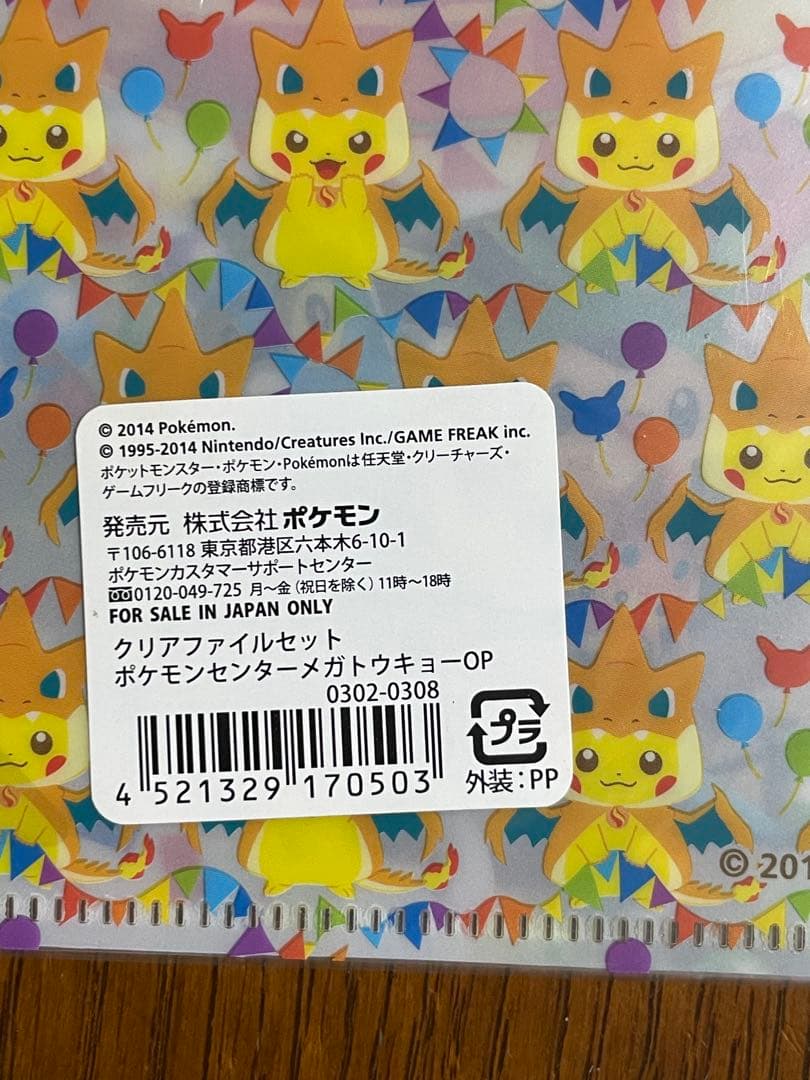 © 2014 Pokémon.
© 1995-2014 Nintendo/Creatures Inc./GAME FREAK inc.
ポケットモンスター・ポケモン・Pokémonは任天堂・クリーチャーズ・
ゲームフリークの登録商標です。
発売元 株式会社ポケモン
〒106-6118 東京都港区六本木6-10-1
ポケモンカスタマーサポートセンター
0120-049-725 月～金（祝日を除く）11時～18時
FOR SALE IN JAPAN ONLY
クリアファイルセット
ポケモンセンターメガトウキョーOP
0302-0308
4 521329 170503
プラ
外装：PP
© 201